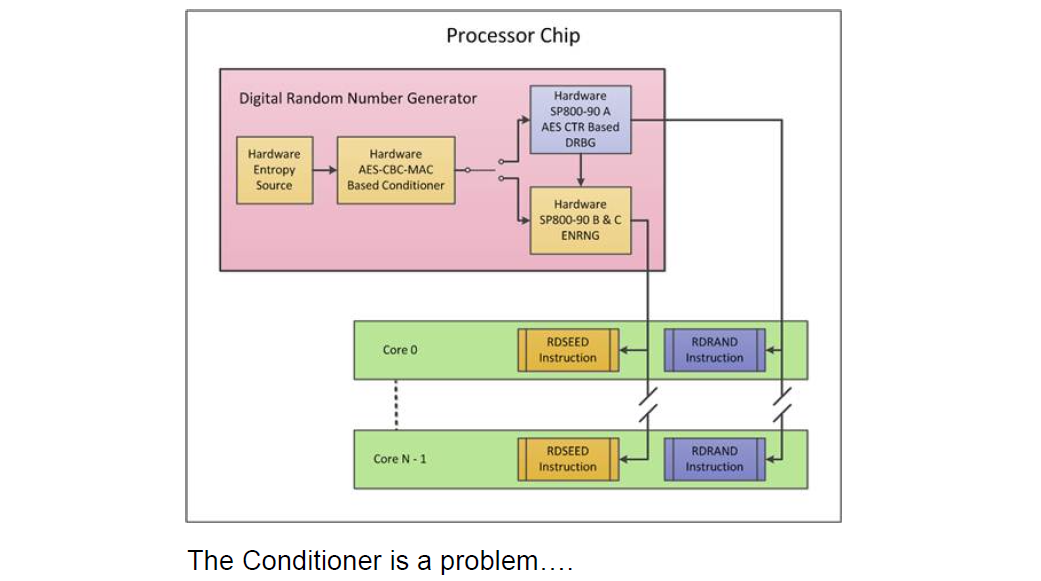 Processor Chip
Digital Random Number Generator
Hardware
Entropy
Source
Hardware
AES-CBC-MAC
Based Conditioner
Hardware
SP800-90 A
AES CTR Based
DRBG
Hardware
SP800-90 B & C
ENRNG
Core 0
RDSEED
Instruction
RDRAND
Instruction
Core N - 1
RDSEED
Instruction
RDRAND
Instruction
The Conditioner is a problem….